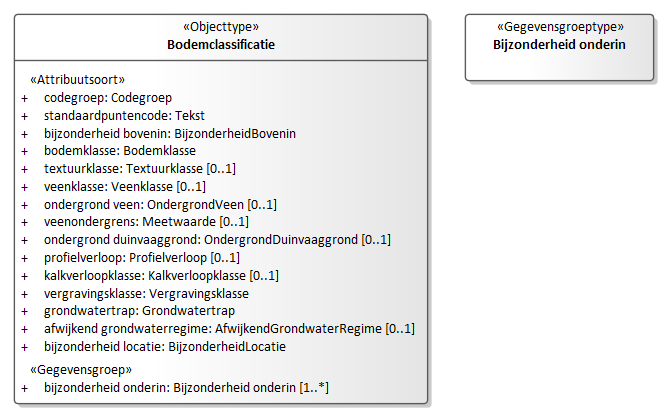 «Objecttype»
Bodemclassificatie
«Attribuutsoort»
+ codegroep: Codegroep
+ standaardpuntencode: Tekst
+ bijzonderheid bovenin: BijzonderheidBovenin
+ bodemklasse: Bodemklasse
+ textuurklasse: Textuurklasse [0..1]
+ veenklasse: Veenklasse [0..1]
+ ondergrond veen: OndergrondVeen [0..1]
+ veenondergrens: Meetwaarde [0..1]
+ ondergrond duinvaaggrond: OndergrondDuinvaaggrond [0..1]
+ profielverloop: Profielverloop [0..1]
+ kalkverloopklasse: Kalkverloopklasse [0..1]
+ vergravingsklasse: Vergravingsklasse
+ grondwatertrap: Grondwatertrap
+ afwijkend grondwaterregime: AfwijkendGrondwaterRegime [0..1]
+ bijzonderheid locatie: BijzonderheidLocatie
«Gegevensgroep»
+ bijzonderheid onderin: Bijzonderheid onderin [1..*]
«Gegevensgroeptype»
Bijzonderheid onderin